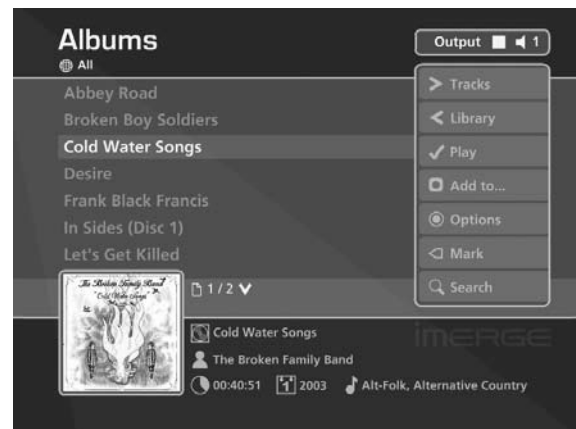 Albums
All
Output 1
Abbey Road
Broken Boy Soldiers
Cold Water Songs
Desire
Frank Black Francis
In Sides (Disc 1)
Let's Get Killed
Tracks
Library
Play
Add to...
Options
Mark
Search
The Broken Family Band
"Cold Water Songs"
1 / 2
Cold Water Songs
The Broken Family Band
00:40:51 1 2003 Alt-Folk, Alternative Country
imerge